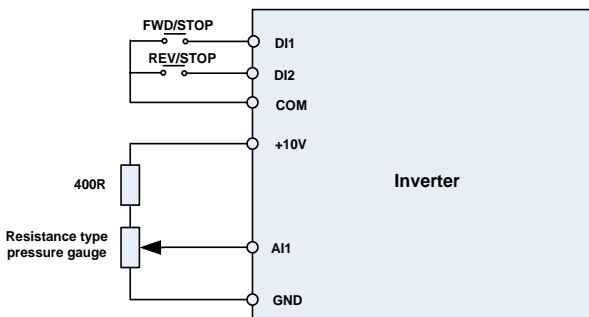 FWD/STOP
DI1
REV/STOP
DI2
COM
+10V
400R
Inverter
Resistance type
pressure gauge
AI1
GND